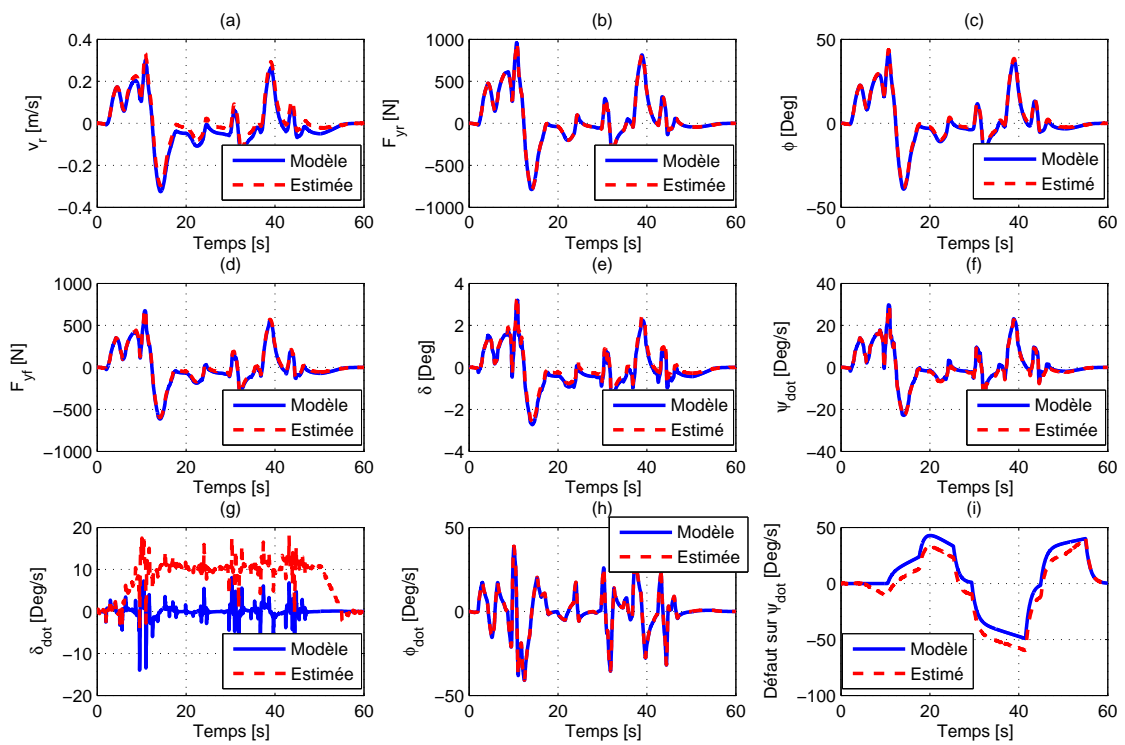 (a)
v_r [m/s]
0.4
0.2
0
−0.2
−0.4
Modèle
Estimée
0 20 40 60
Temps [s]
(b)
F_yr [N]
1000
500
0
−500
−1000
Modèle
Estimée
0 20 40 60
Temps [s]
(c)
ϕ [Deg]
50
0
−50
Modèle
Estimé
0 20 40 60
Temps [s]
(d)
F_yf [N]
1000
500
0
−500
−1000
Modèle
Estimée
0 20 40 60
Temps [s]
(e)
δ [Deg]
4
2
0
−2
−4
Modèle
Estimé
0 20 40 60
Temps [s]
(f)
ψ_dot [Deg/s]
40
20
0
−20
−40
Modèle
Estimée
0 20 40 60
Temps [s]
(g)
δ_dot [Deg/s]
20
10
0
−10
−20
Modèle
Estimée
0 20 40 60
Temps [s]
(h)
ϕ_dot [Deg/s]
50
0
−50
Modèle
Estimée
0 20 40 60
Temps [s]
(i)
Défaut sur ψ_dot [Deg/s]
100
50
0
−50
−100
Modèle
Estimé
0 20 40 60
Temps [s]